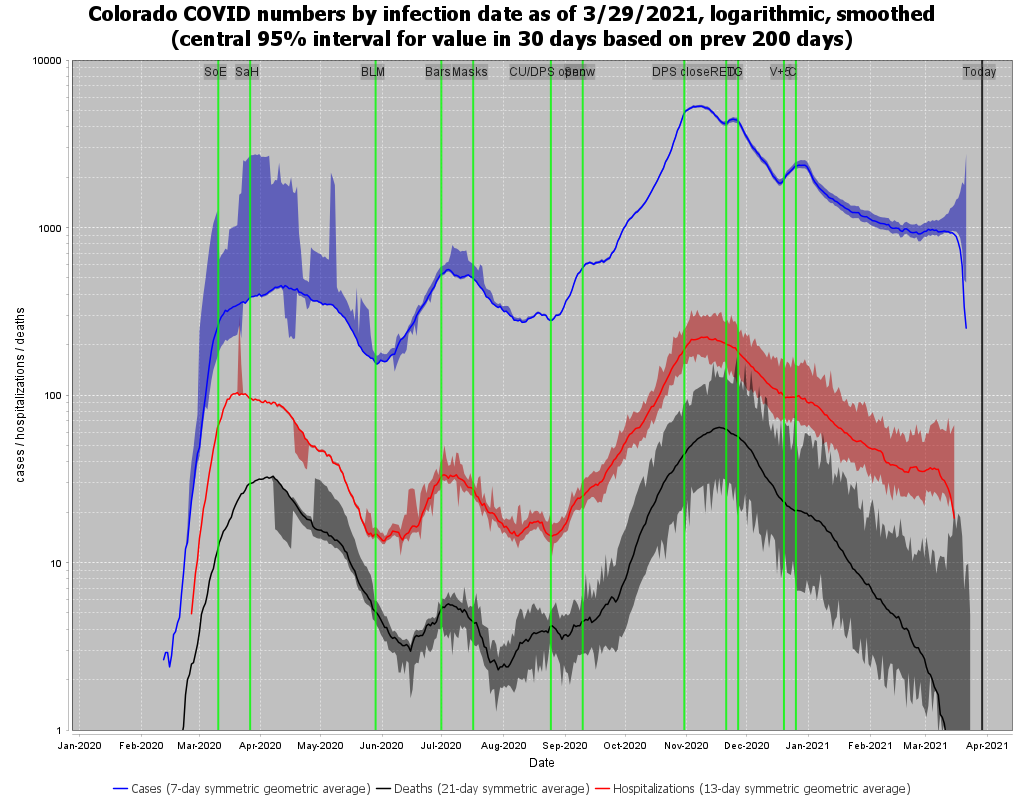 Colorado COVID numbers by infection date as of 3/29/2021, logarithmic, smoothed
(central 95% interval for value in 30 days based on prev 200 days)
10000
SoE SaH BLM Bars Masks CU/DPS open Snow DPS close RED TG V+5 C Today
1000
100
10
1
cases / hospitalizations / deaths
Jan-2020 Feb-2020 Mar-2020 Apr-2020 May-2020 Jun-2020 Jul-2020 Aug-2020 Sep-2020 Oct-2020 Nov-2020 Dec-2020 Jan-2021 Feb-2021 Mar-2021 Apr-2021
Date
Cases (7-day symmetric geometric average) Deaths (21-day symmetric geometric average) Hospitalizations (13-day symmetric geometric average)